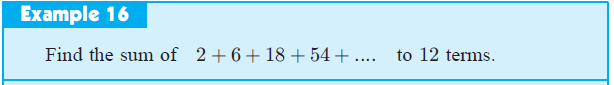 Example 16
Find the sum of 2 + 6 + 18 + 54 + .... to 12 terms.